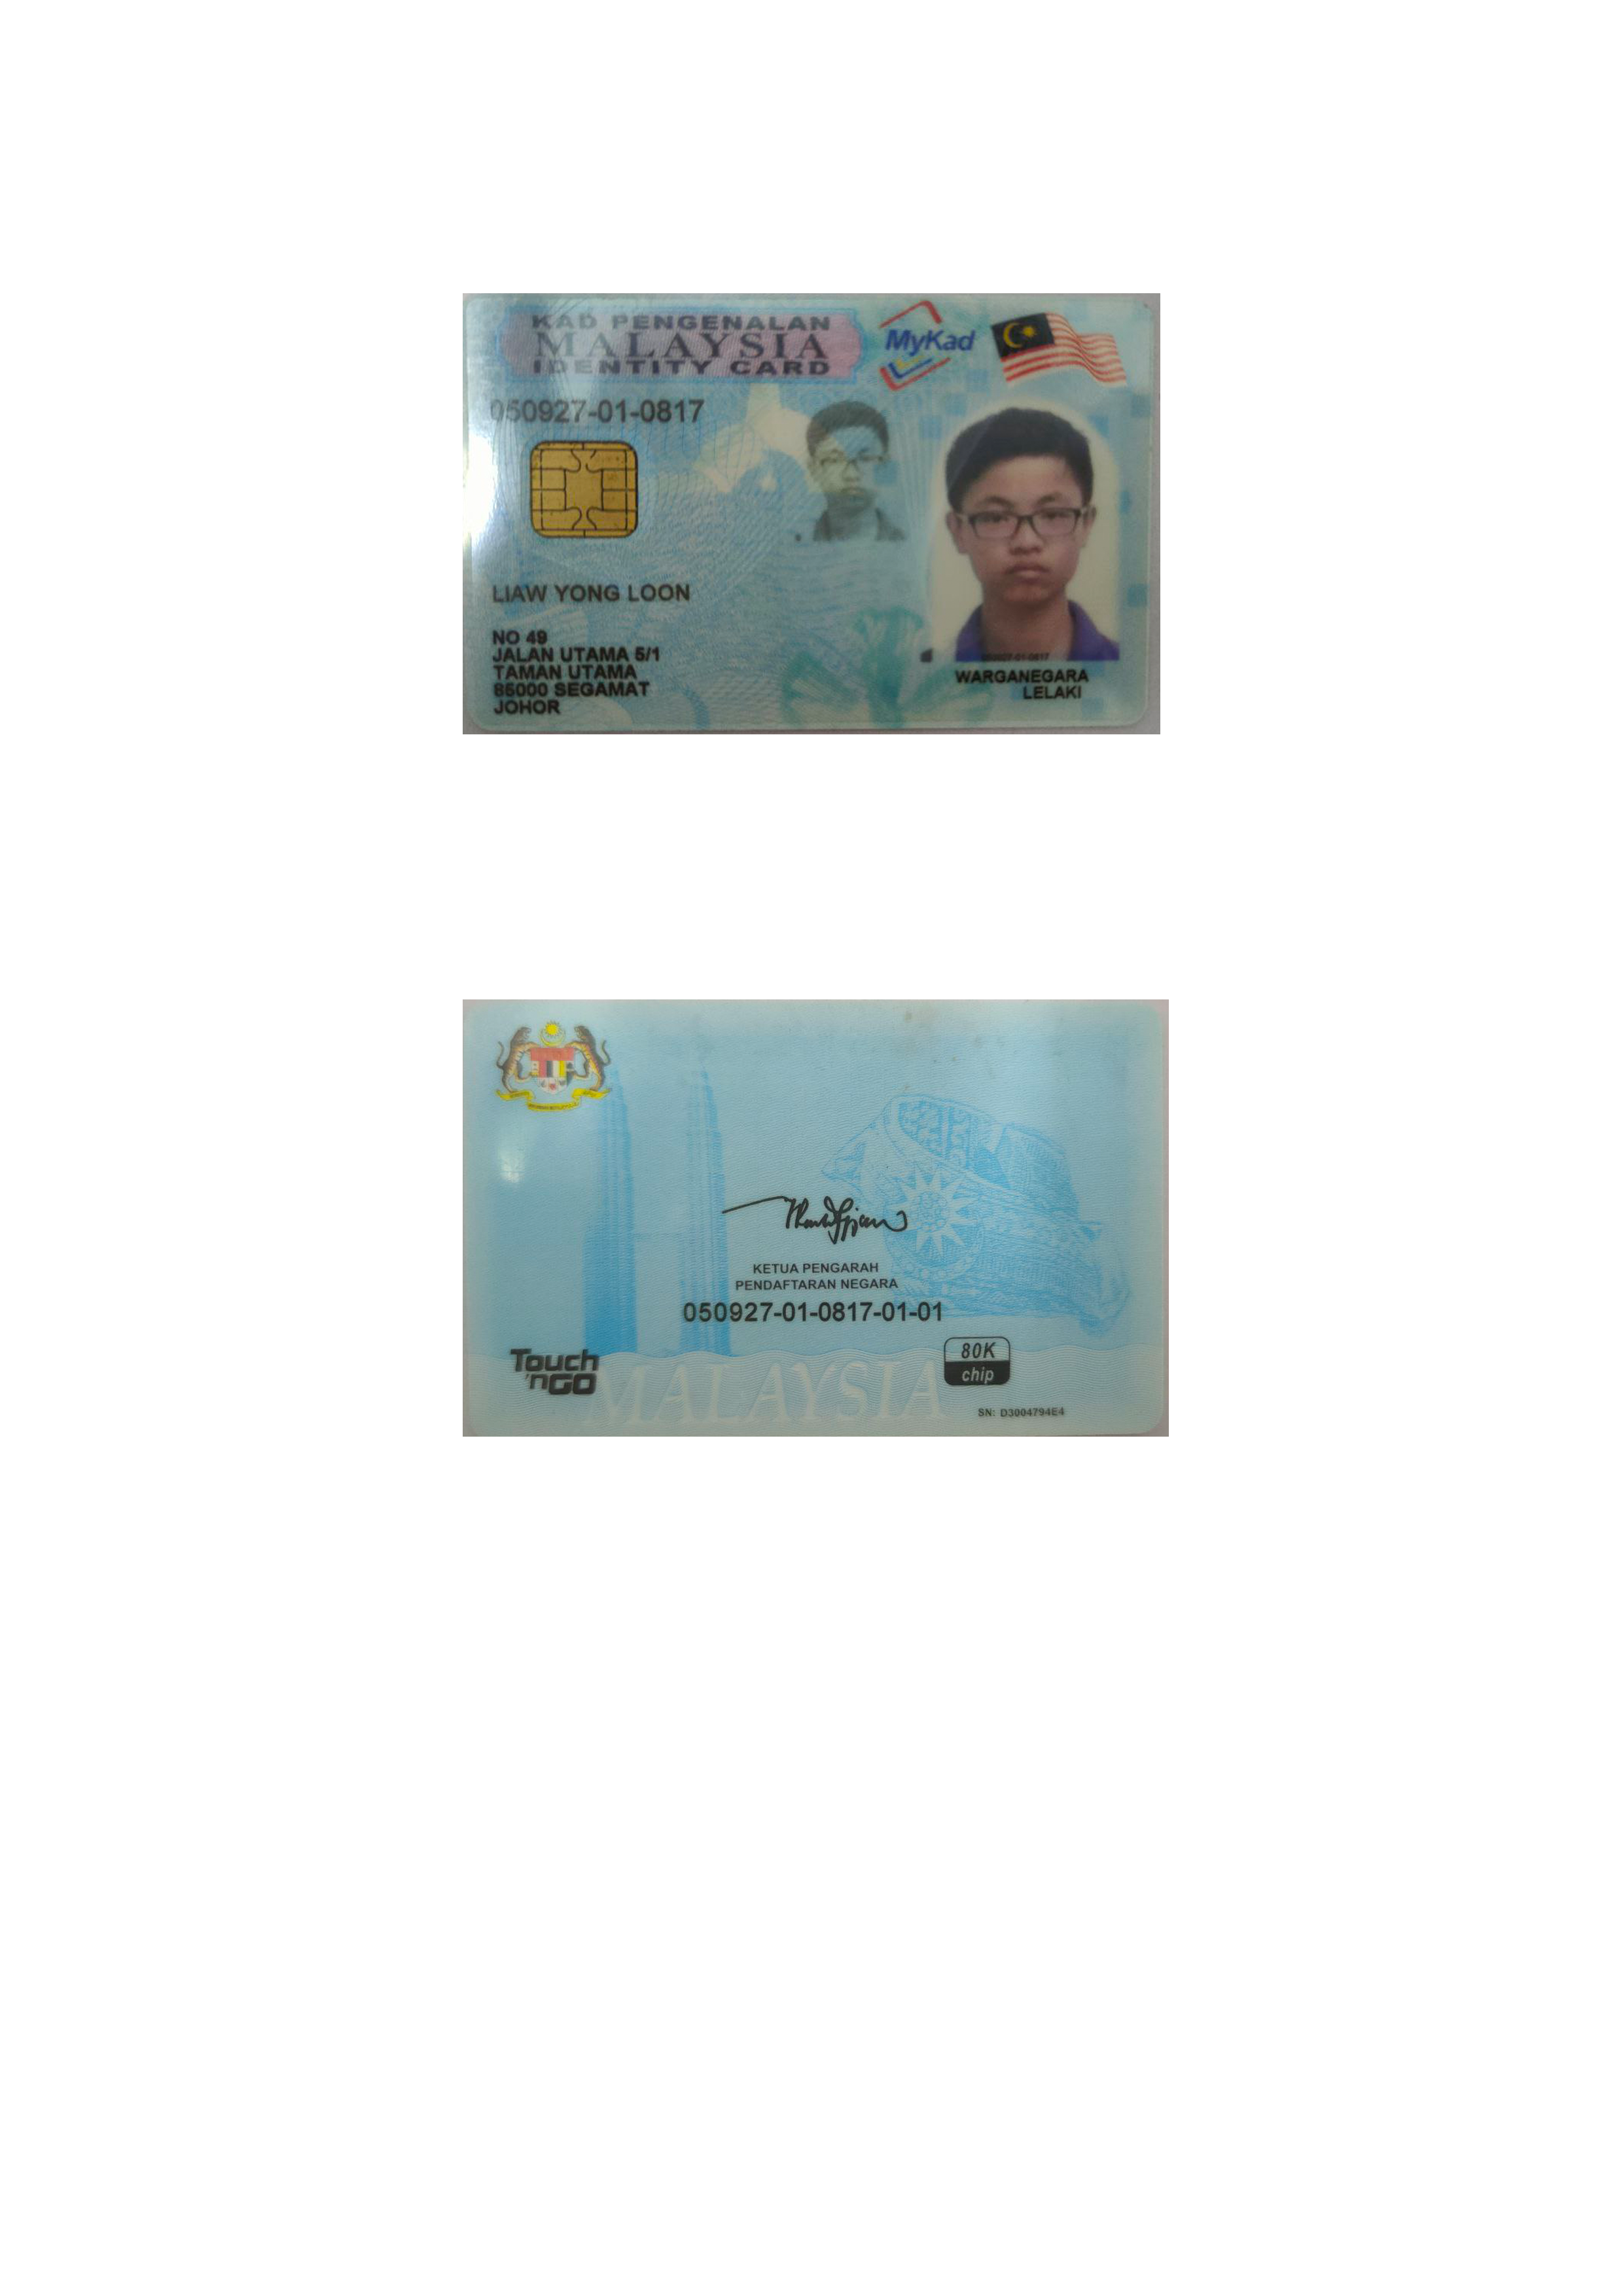 KAD PENGENALAN
MALAYSIA
IDENTITY CARD
MyKad
050927-01-0817
LIAW YONG LOON
NO 49
JALAN UTAMA 5/1
TAMAN UTAMA
85000 SEGAMAT
JOHOR
050927-01-0817
WARGANEGARA
LELAKI
KETUA PENGARAH
PENDAFTARAN NEGARA
050927-01-0817-01-01
Touch
'nGO
80K
chip
MALAYSIA
SN: D3004794E4